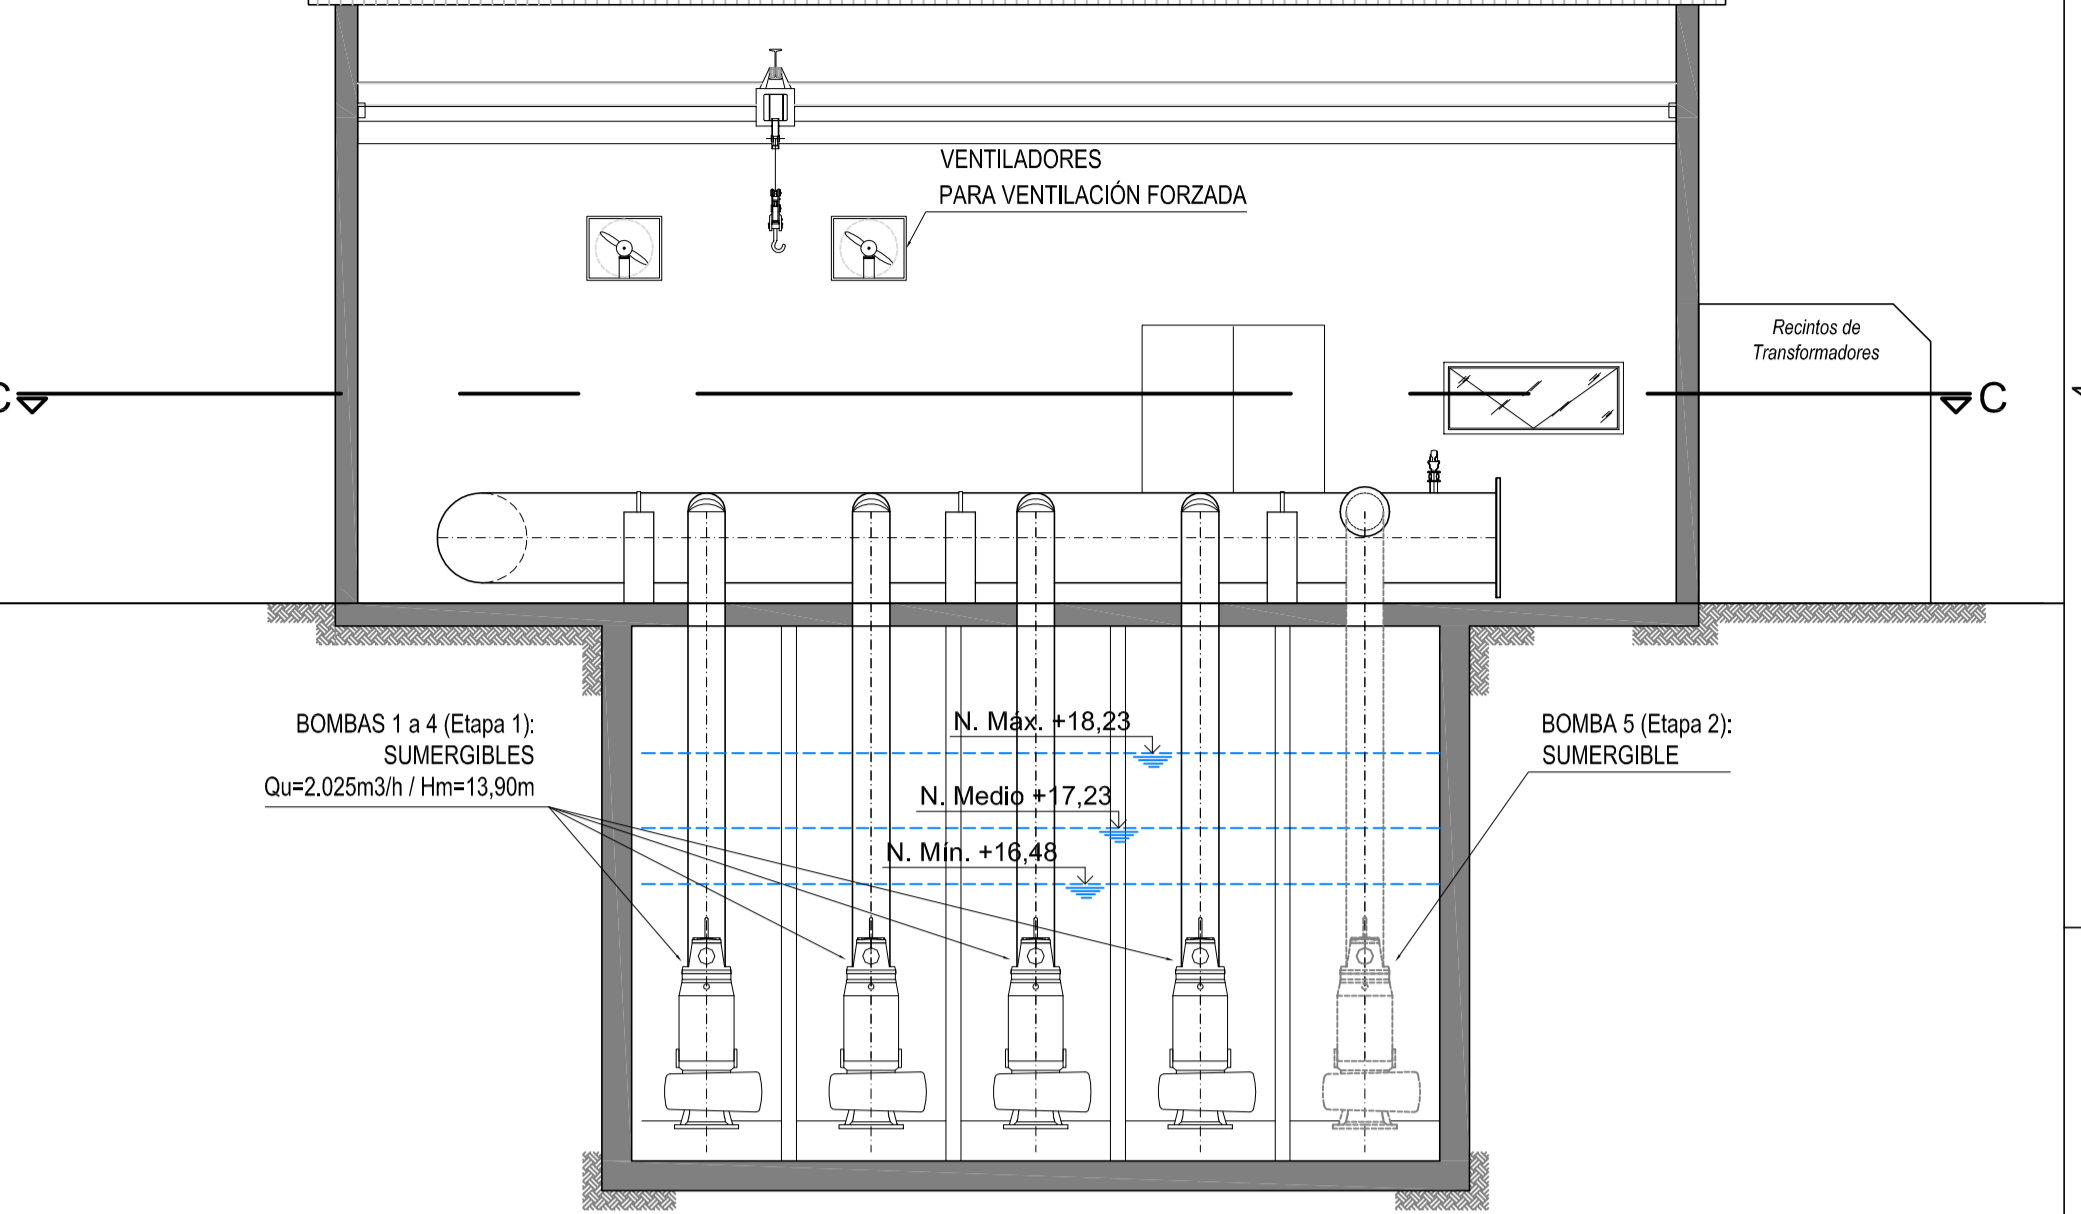 VENTILADORES
PARA VENTILACIÓN FORZADA
Recintos de
Transformadores
C
C
BOMBAS 1 a 4 (Etapa 1):
SUMERGIBLES
Qu=2.025m3/h / Hm=13,90m
N. Máx. +18,23
N. Medio +17,23
N. Mín. +16,48
BOMBA 5 (Etapa 2):
SUMERGIBLE